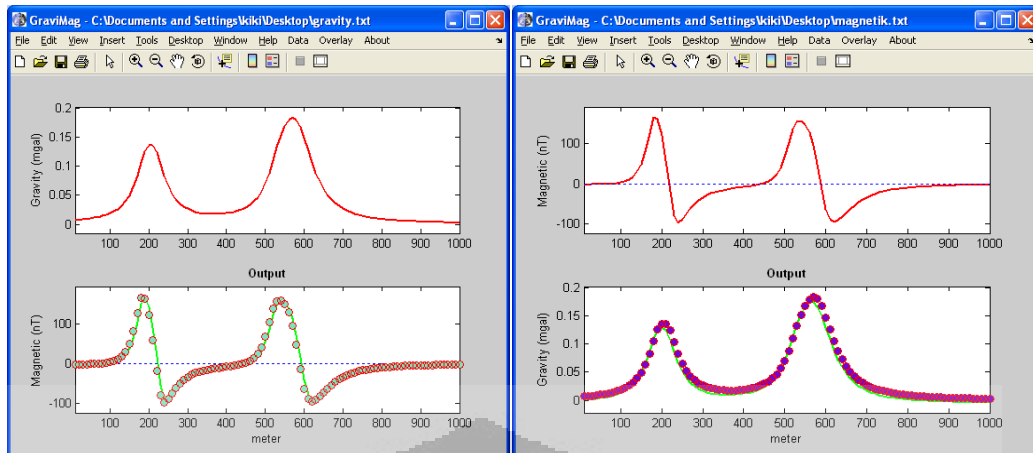 GraviMag - C:\Documents and Settings\kiki\Desktop\gravity.txt
File Edit View Insert Tools Desktop Window Help Data Overlay About
Gravity (mgal)
0.2
0.15
0.1
0.05
0
100 200 300 400 500 600 700 800 900 1000
Output
Magnetic (nT)
100
0
-100
100 200 300 400 500 600 700 800 900 1000
meter
GraviMag - C:\Documents and Settings\kiki\Desktop\magnetik.txt
File Edit View Insert Tools Desktop Window Help Data Overlay About
Magnetic (nT)
100
0
-100
100 200 300 400 500 600 700 800 900 1000
Output
Gravity (mgal)
0.2
0.15
0.1
0.05
0
100 200 300 400 500 600 700 800 900 1000
meter